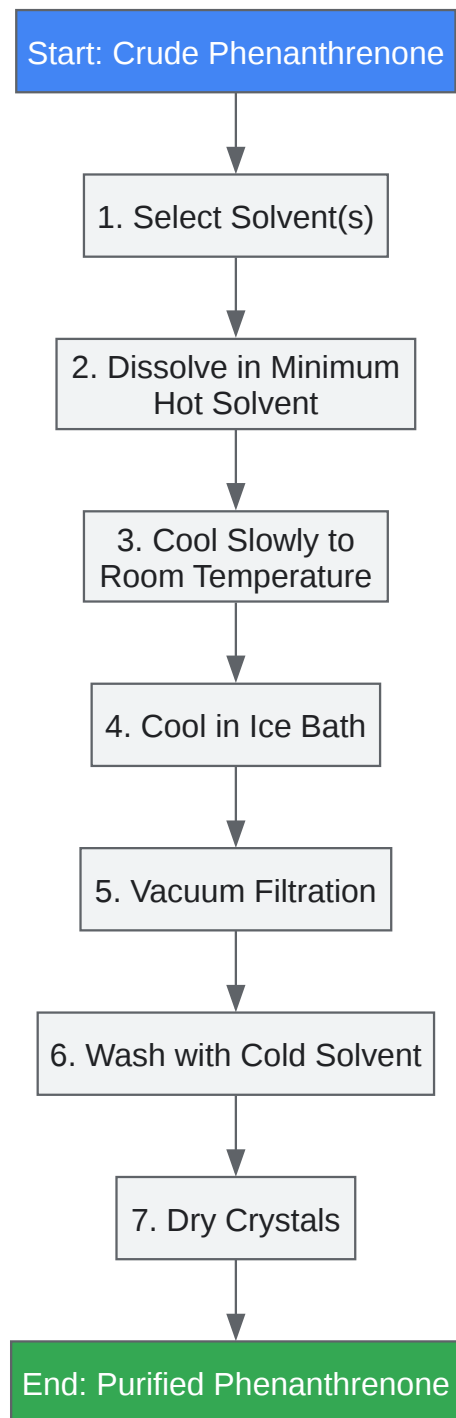 Start: Crude Phenanthrenone
1. Select Solvent(s)
2. Dissolve in Minimum
Hot Solvent
3. Cool Slowly to
Room Temperature
4. Cool in Ice Bath
5. Vacuum Filtration
6. Wash with Cold Solvent
7. Dry Crystals
End: Purified Phenanthrenone